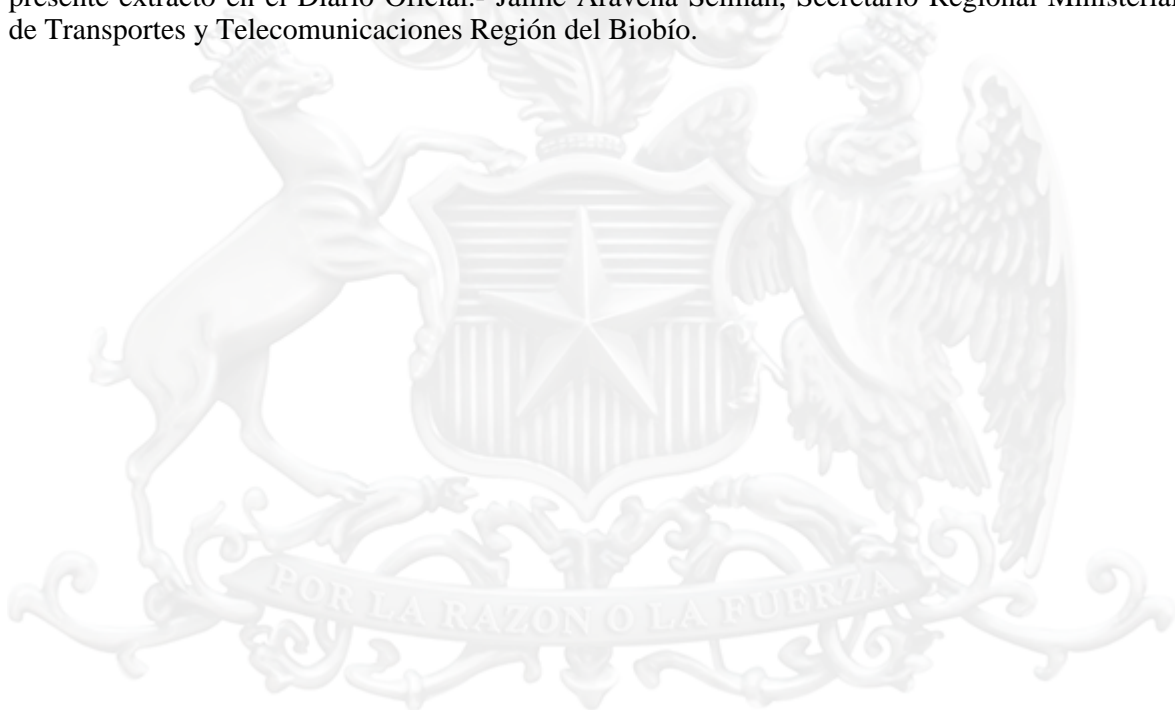 presente extracto en el Diario Oficial.- Jaime Aravena Selman, Secretario Regional Ministerial
de Transportes y Telecomunicaciones Región del Biobío.
POR LA RAZON O LA FUERZA